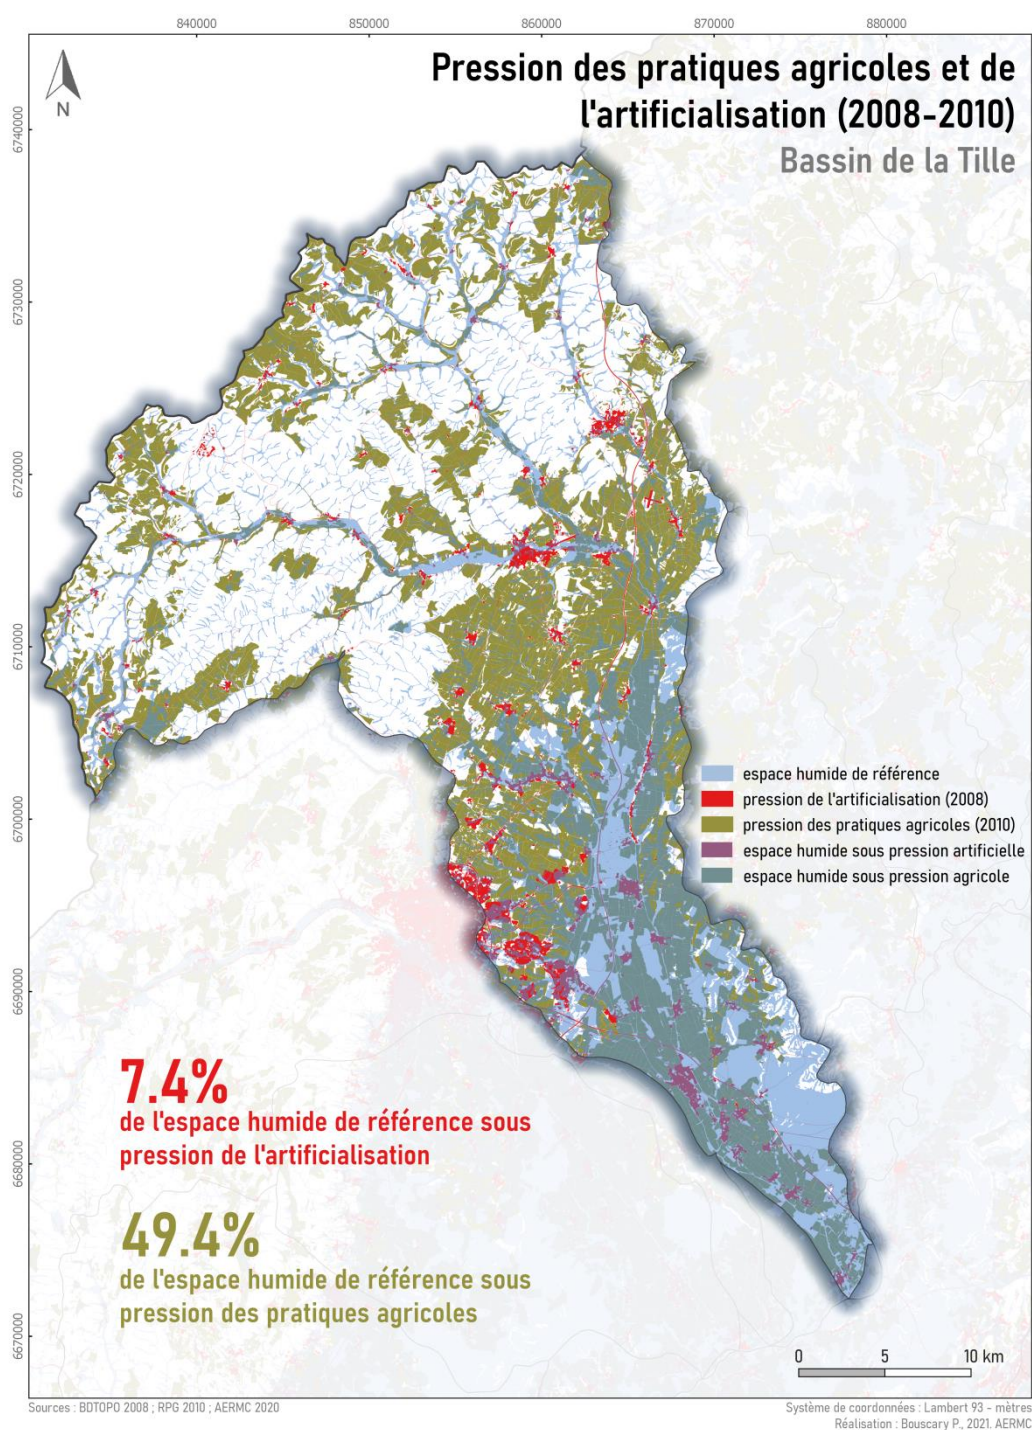 840000
850000
860000
870000
880000
Pression des pratiques agricoles et de
l'artificialisation (2008-2010)
Bassin de la Tille
N
6740000
6730000
6720000
6710000
6700000
6690000
6680000
6670000
espace humide de référence
pression de l'artificialisation (2008)
pression des pratiques agricoles (2010)
espace humide sous pression artificielle
espace humide sous pression agricole
7.4%
de l'espace humide de référence sous
pression de l'artificialisation
49.4%
de l'espace humide de référence sous
pression des pratiques agricoles
0 5 10 km
Sources : BDTOPO 2008 ; RPG 2010 ; AERMC 2020
Système de coordonnées : Lambert 93 - mètres
Réalisation : Bouscary P., 2021. AERMC